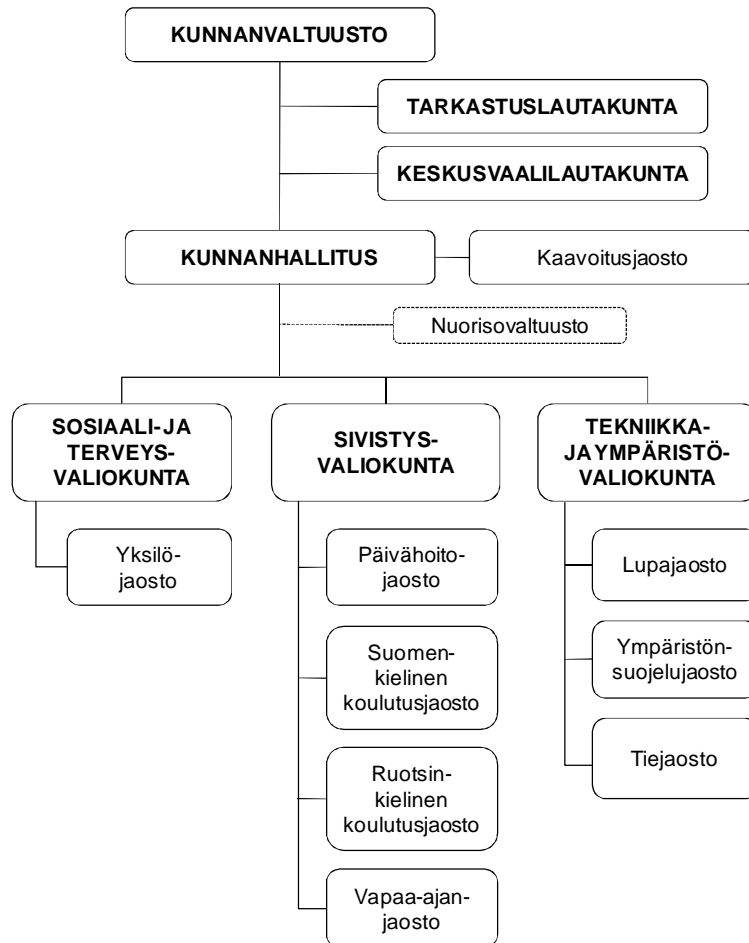 KUNNANVALTUUSTO
TARKASTUSLAUTAKUNTA
KESKUSVAALILAUTAKUNTA
KUNNANHALLITUS
Kaavoitusjaosto
Nuorisovaltuusto
SOSIAALI-JA
TERVEYS-
VALIOKUNTA
Yksilö-
jaosto
SIVISTYS-
VALIOKUNTA
Päivähoito-
jaosto
Suomen-
kielinen
koulutusjaosto
Ruotsin-
kielinen
koulutusjaosto
Vapaa-ajan-
jaosto
TEKNIIKKA-
JAYMPÄRISTÖ-
VALIOKUNTA
Lupajaosto
Ympäristön-
suojelujaosto
Tiejaosto